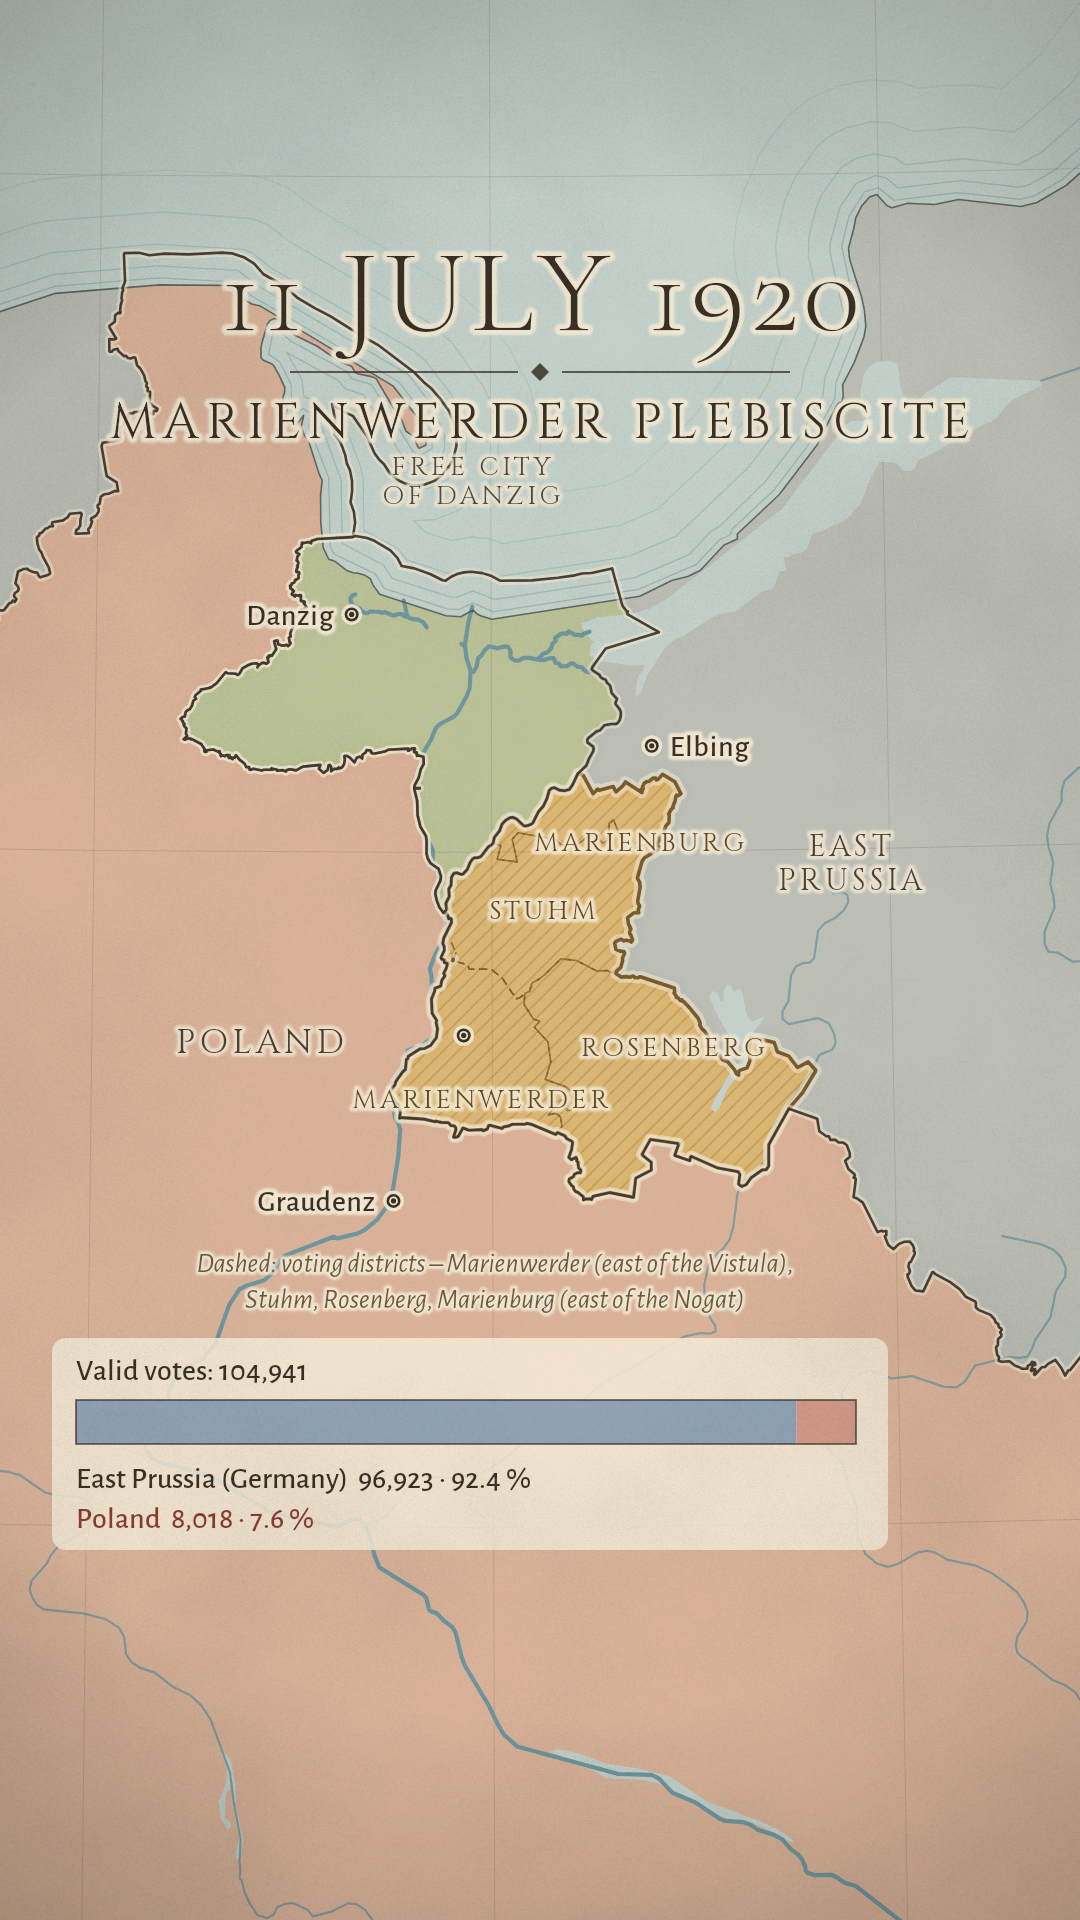 11 JULY 1920
MARIENWERDER PLEBISCITE
FREE CITY
OF DANZIG
Danzig
Elbing
MARIENBURG
EAST
PRUSSIA
STUHM
POLAND
ROSENBERG
MARIENWERDER
Graudenz
Dashed: voting districts – Marienwerder (east of the Vistula),
Stuhm, Rosenberg, Marienburg (east of the Nogat)
Valid votes: 104,941
East Prussia (Germany) 96,923 · 92.4 %
Poland 8,018 · 7.6 %